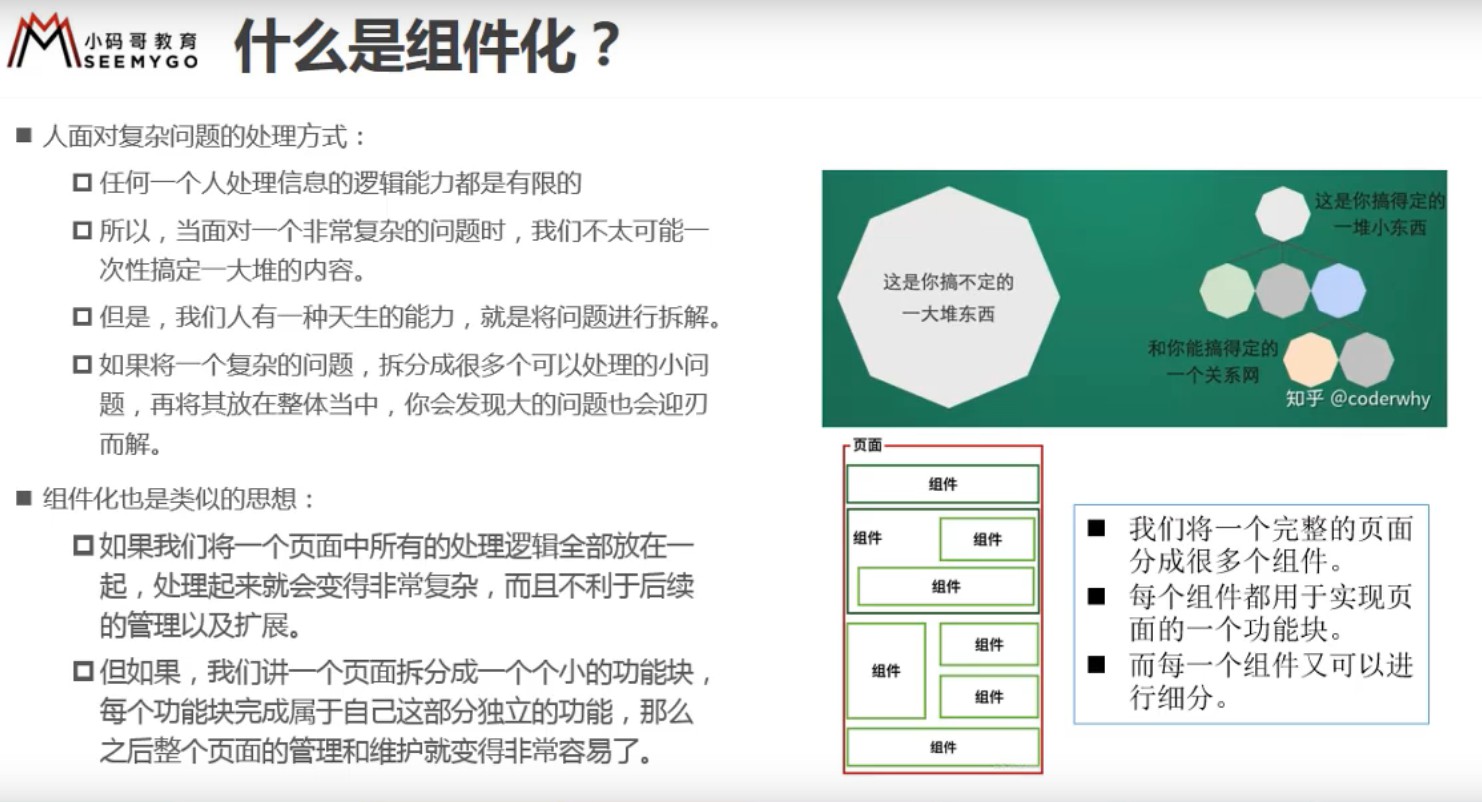 小码哥教育
SEEMYGO
什么是组件化？
人面对复杂问题的处理方式：
任何一个人处理信息的逻辑能力都是有限的
所以，当面对一个非常复杂的问题时，我们不太可能一
次性搞定一大堆的内容。
但是，我们人有一种天生的能力，就是将问题进行拆解。
如果将一个复杂的问题，拆分成很多个可以处理的小问
题，再将其放在整体当中，你会发现大的问题也会迎刃
而解。
组件化也是类似的思想：
如果我们将一个页面中所有的处理逻辑全部放在一
起，处理起来就会变得非常复杂，而且不利于后续
的管理以及扩展。
但如果，我们讲一个页面拆分成一个个小的功能块，
每个功能块完成属于自己这部分独立的功能，那么
之后整个页面的管理和维护就变得非常容易了。
这是你搞不定的
一大堆东西
这是你搞得定的
一堆小东西
和你能搞得定的
一个关系网
知乎 @coderwhy
页面
组件
组件
组件
组件
组件
组件
组件
组件
我们将一个完整的页面
分成很多个组件。
每个组件都用于实现页
面的一个功能块。
而每一个组件又可以进
行细分。